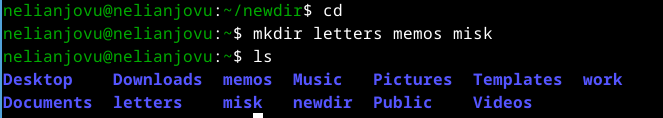 nelianjovu@nelianjovu:~/newdir$ cd
nelianjovu@nelianjovu:~$ mkdir letters memos misk
nelianjovu@nelianjovu:~$ ls
Desktop    Downloads  memos  Music   Pictures  Templates  work
Documents  letters    misk   newdir  Public    Videos